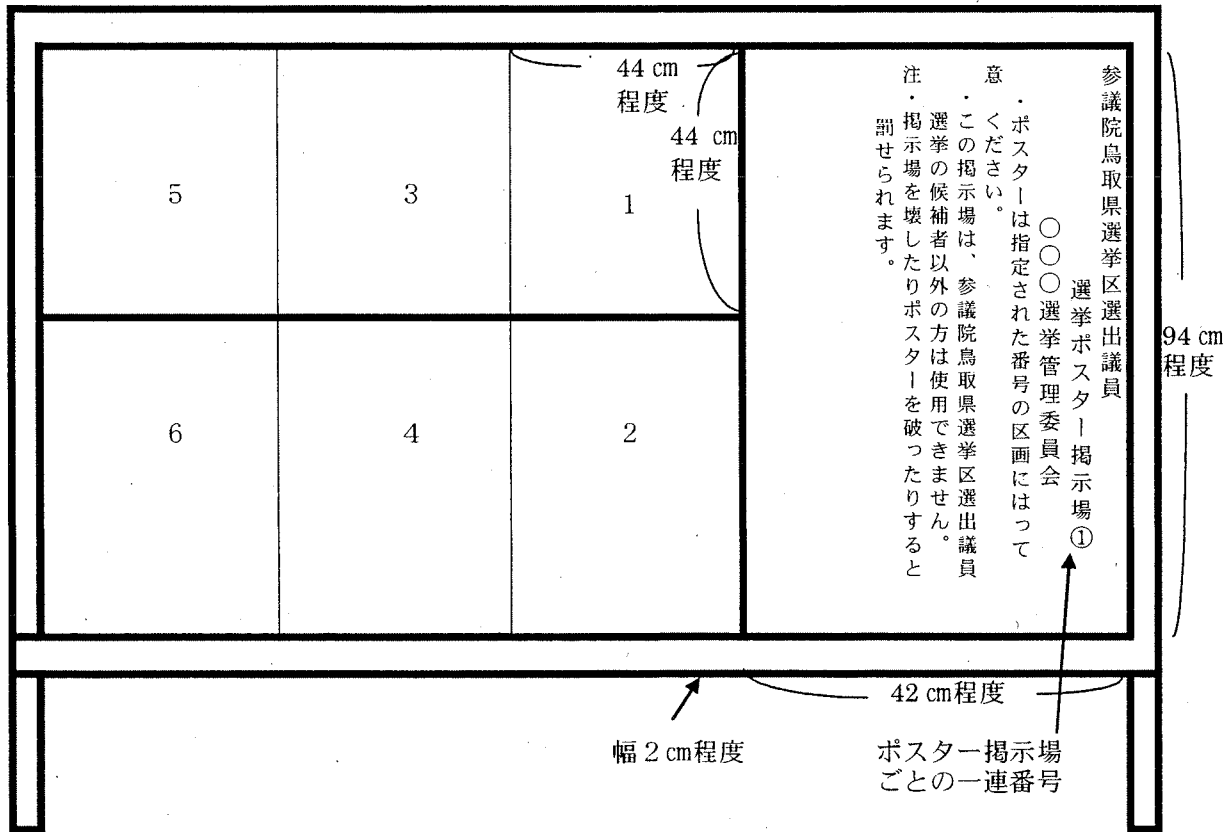 参議院鳥取県選挙区選出議員
選挙ポスター掲示場①
〇〇〇選挙管理委員会
・ポスターは指定された番号の区画にはって
意 ください。
・この掲示場は、参議院鳥取県選挙区選出議員
選挙の候補者以外の方は使用できません。
注・掲示場を壊したりポスターを破ったりすると
罰せられます。
44 cm
程度
44 cm
程度
1
3
5
2
4
6
94 cm
程度
42 cm程度
幅2cm程度
ポスター掲示場
ごとの一連番号